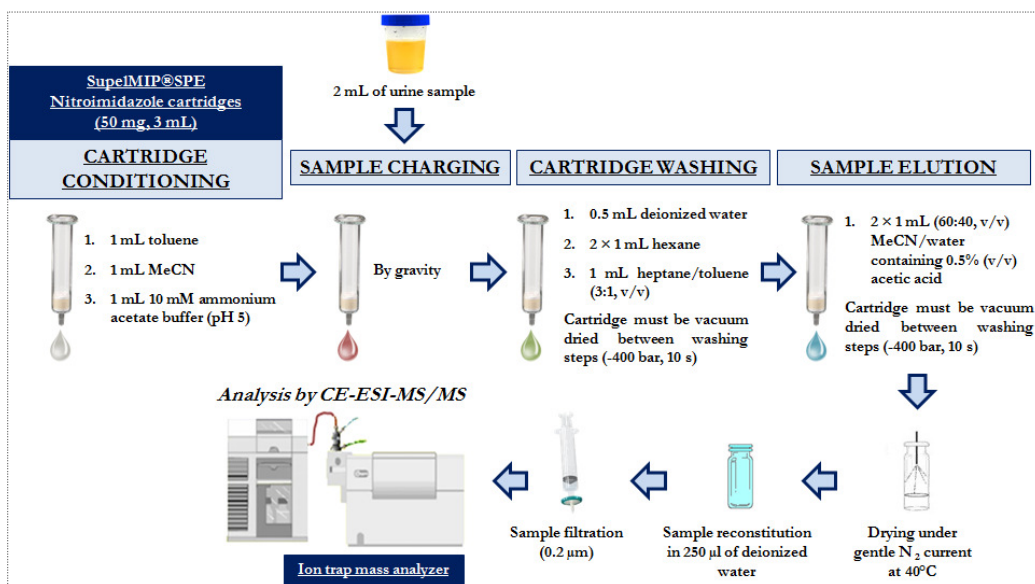 SupelMIP®SPE
Nitroimidazole cartridges
(50 mg, 3 mL)
CARTRIDGE
CONDITIONING
1. 1 mL toluene
2. 1 mL MeCN
3. 1 mL 10 mM ammonium
acetate buffer (pH 5)
2 mL of urine sample
SAMPLE CHARGING
By gravity
CARTRIDGE WASHING
1. 0.5 mL deionized water
2. 2 × 1 mL hexane
3. 1 mL heptane/toluene
(3:1, v/v)
Cartridge must be vacuum
dried between washing
steps (-400 bar, 10 s)
SAMPLE ELUTION
1. 2 × 1 mL (60:40, v/v)
MeCN/water
containing 0.5% (v/v)
acetic acid
Cartridge must be vacuum
dried between washing
steps (-400 bar, 10 s)
Drying under
gentle N₂ current
at 40°C
Sample reconstitution
in 250 µl of deionized
water
Sample filtration
(0.2 µm)
Analysis by CE-ESI-MS/MS
Ion trap mass analyzer